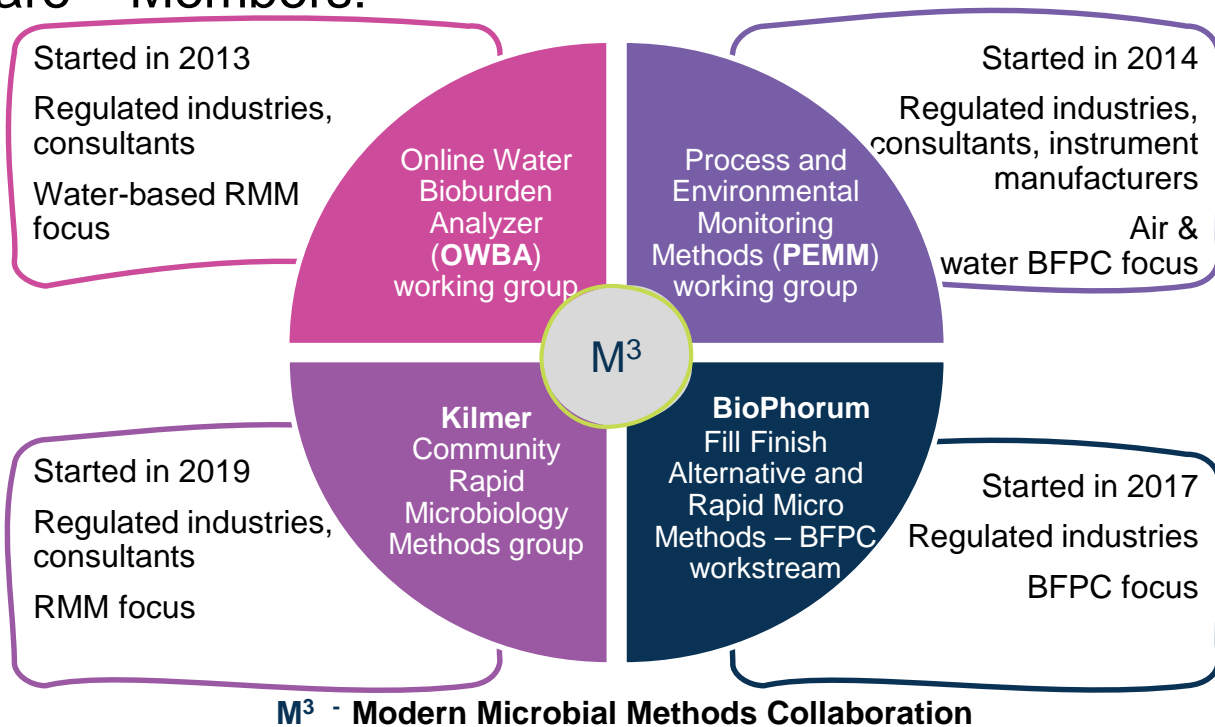 are – Members:
Started in 2013
Regulated industries,
consultants
Water-based RMM
focus
Online Water
Bioburden
Analyzer
(OWBA)
working group
Process and
Environmental
Monitoring
Methods (PEMM)
working group
Started in 2014
Regulated industries,
consultants, instrument
manufacturers
Air &
water BFPC focus
M³
Started in 2019
Regulated industries,
consultants
RMM focus
Kilmer
Community
Rapid
Microbiology
Methods group
BioPhorum
Fill Finish
Alternative and
Rapid Micro
Methods – BFPC
workstream
Started in 2017
Regulated industries
BFPC focus
M³ - Modern Microbial Methods Collaboration